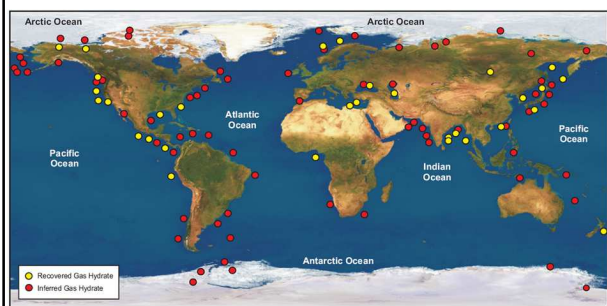 Arctic Ocean
Arctic Ocean
Atlantic
Ocean
Pacific
Ocean
Pacific
Ocean
Indian
Ocean
Antarctic Ocean
Recovered Gas Hydrate
Inferred Gas Hydrate